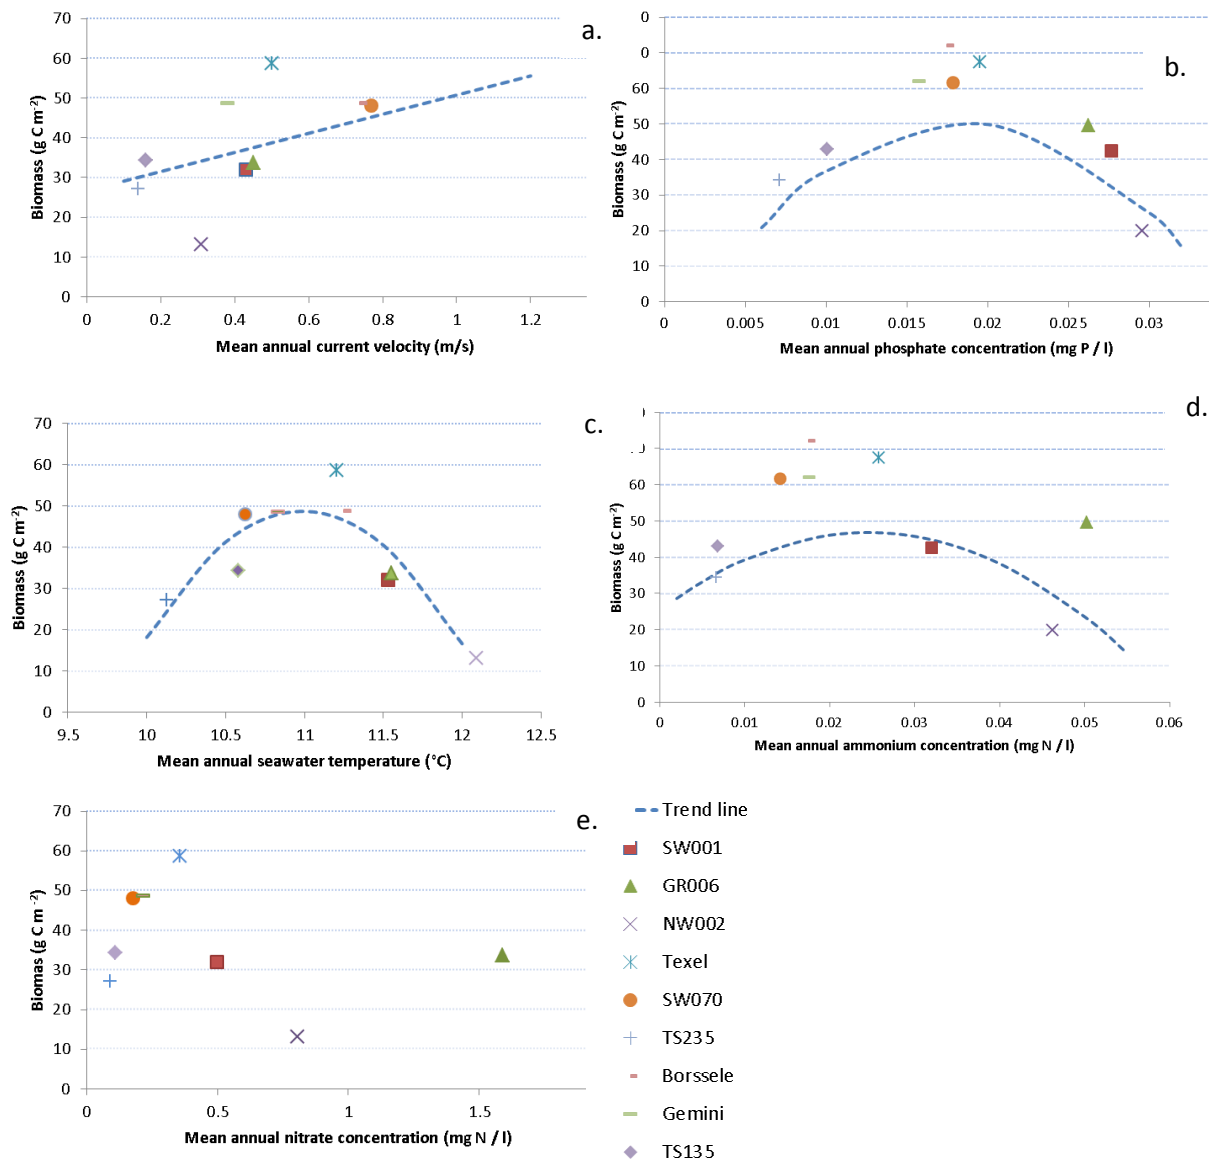 a.
70
60
50
40
30
20
10
0
Biomass (g C m-2)
0 0.2 0.4 0.6 0.8 1 1.2
Mean annual current velocity (m/s)
b.
0
0
60
50
40
30
20
10
0
Biomass (g C m-2)
0 0.005 0.01 0.015 0.02 0.025 0.03
Mean annual phosphate concentration (mg P / l)
c.
70
60
50
40
30
20
10
0
Biomass (g C m-2)
9.5 10 10.5 11 11.5 12 12.5
Mean annual seawater temperature (°C)
d.
60
50
40
30
20
10
0
Biomass (g C m-2)
0 0.01 0.02 0.03 0.04 0.05 0.06
Mean annual ammonium concentration (mg N / l)
e.
70
60
50
40
30
20
10
0
Biomas (g C m-2)
0 0.5 1 1.5
Mean annual nitrate concentration (mg N / l)
Trend line
SW001
GR006
NW002
Texel
SW070
TS235
Borssele
Gemini
TS135